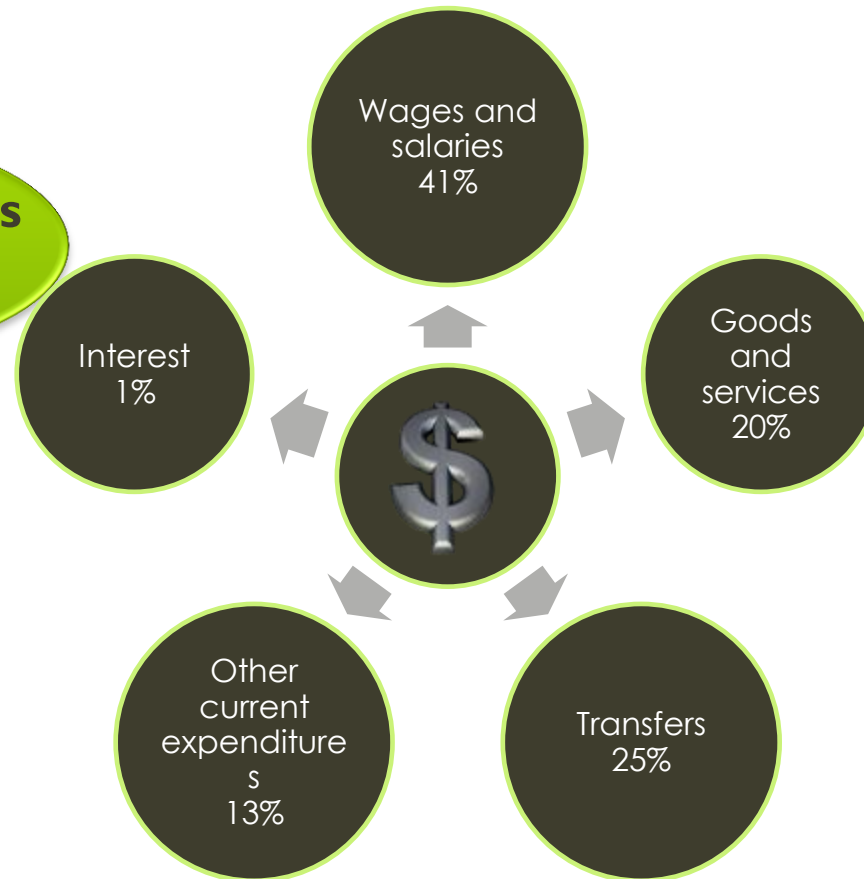 Wages and
salaries
41%
s
Interest
1%
Goods
and
services
20%
$
Other
current
expenditure
s
13%
Transfers
25%